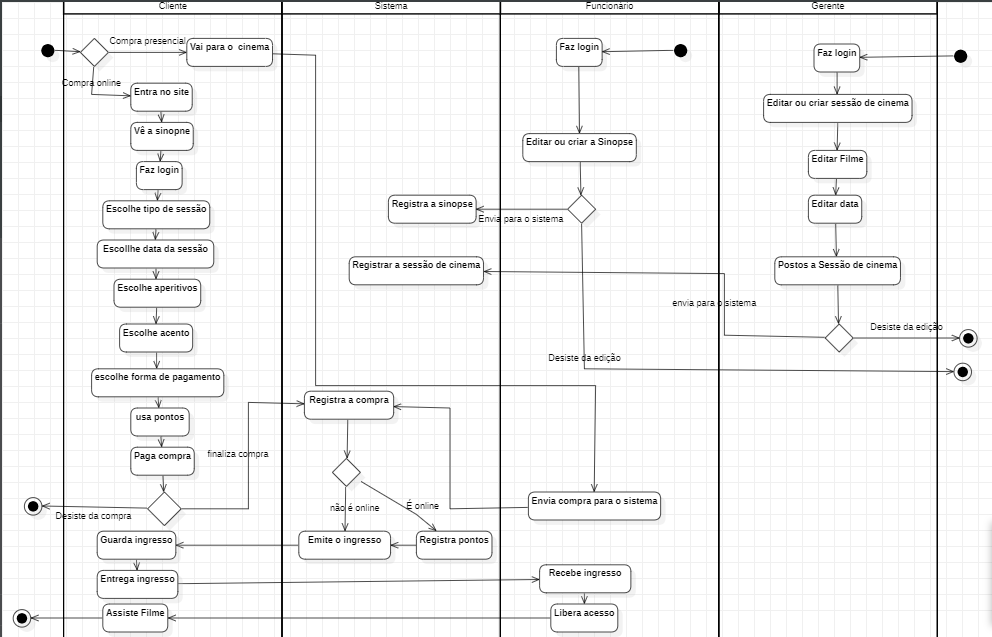 Cliente
Sistema
Funcionário
Gerente
Compra presencial
Vai para o cinema
Compra online
Entra no site
Vê a sinopne
Faz login
Escolhe tipo de sessão
Escollhe data da sessão
Escolhe aperitivos
Escolhe acento
escolhe forma de pagamento
usa pontos
Paga compra
finaliza compra
Desiste da compra
Guarda ingresso
Entrega ingresso
Assiste Filme
Registra a sinopse
Envia para o sistema
Registrar a sessão de cinema
Registra a compra
não é online
É online
Emite o ingresso
Registra pontos
Faz login
Editar ou criar a Sinopse
Desiste da edição
Envia compra para o sistema
Recebe ingresso
Libera acesso
Faz login
Editar ou criar sessão de cinema
Editar Filme
Editar data
Postos a Sessão de cinema
envia para o sistema
Desiste da edição